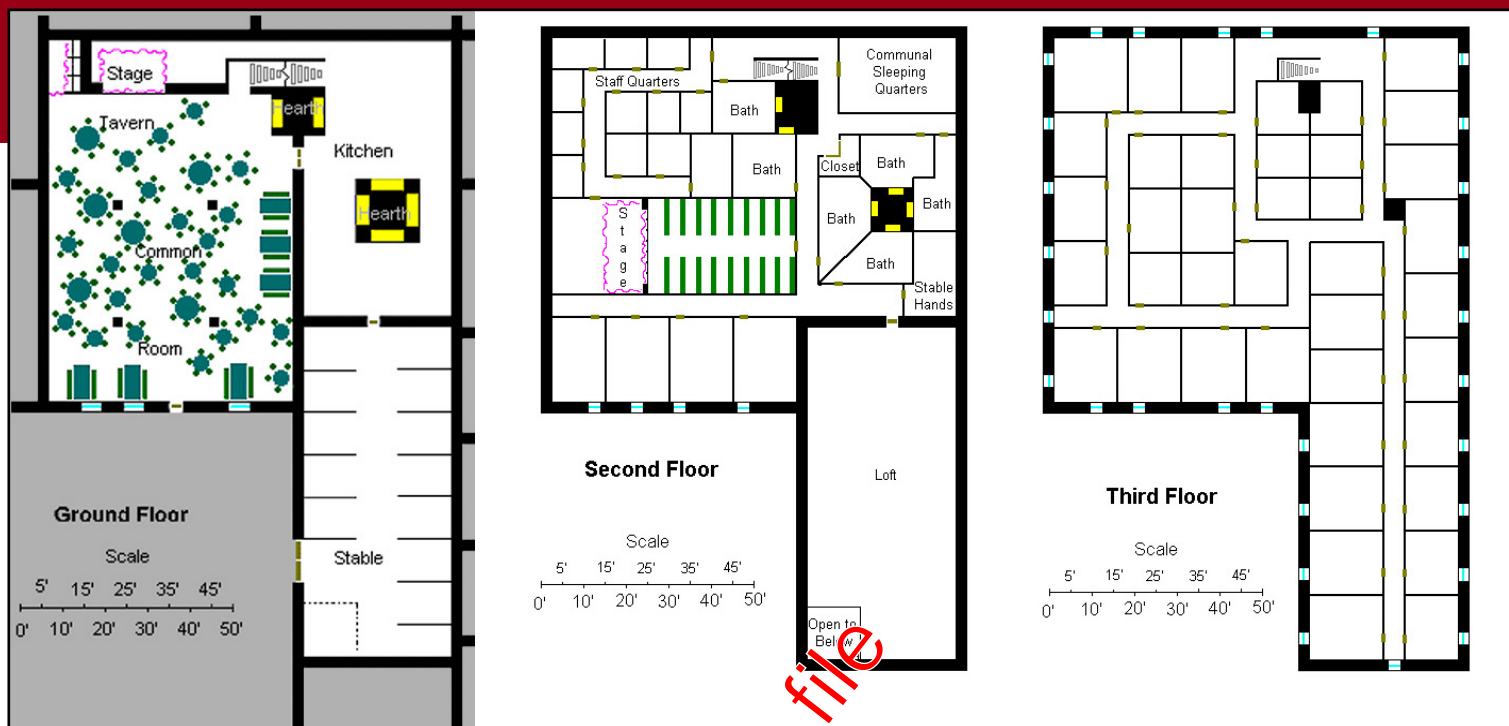 Stage
Hearth
Tavern
Kitchen
Hearth
Common
Room
Ground Floor
Scale
5' 15' 25' 35' 45'
0' 10' 20' 30' 40' 50'
Stable
Staff Quarters
Communal
Sleeping
Quarters
Bath
Bath
Closet
Bath
Bath
Bath
Bath
S
t
a
g
e
Stable
Hands
Second Floor
Loft
Scale
5' 15' 25' 35' 45'
0' 10' 20' 30' 40' 50'
Open to
Below
file
Third Floor
Scale
5' 15' 25' 35' 45'
0' 10' 20' 30' 40' 50'